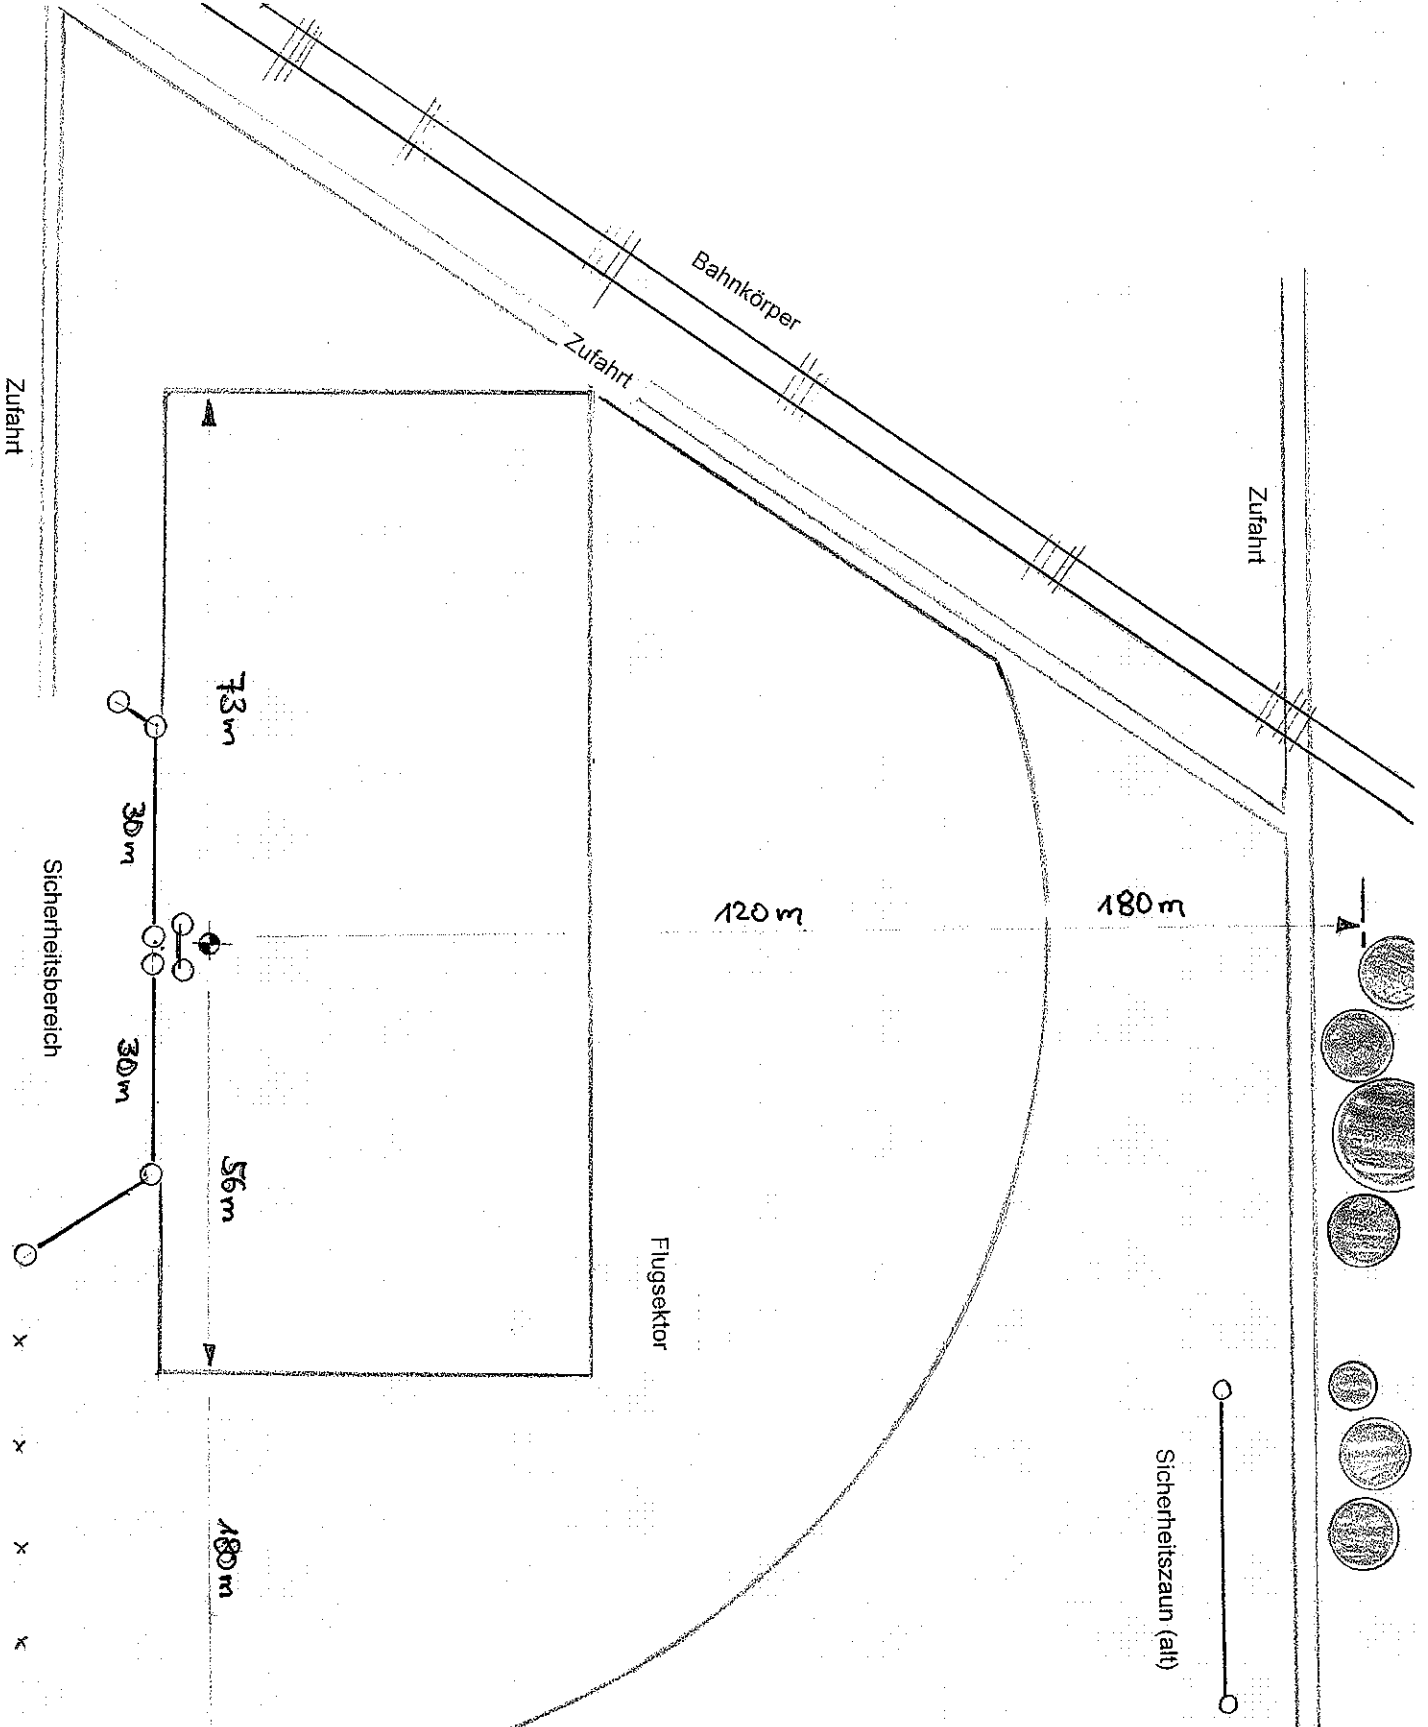 Bahnkörper
Zufahrt
Zufahrt
Zufahrt
73m
30m
120m
180m
Sicherheitsbereich
30m
56m
Flugsektor
180m
Sicherheitszaun (alt)
x
x
x
x